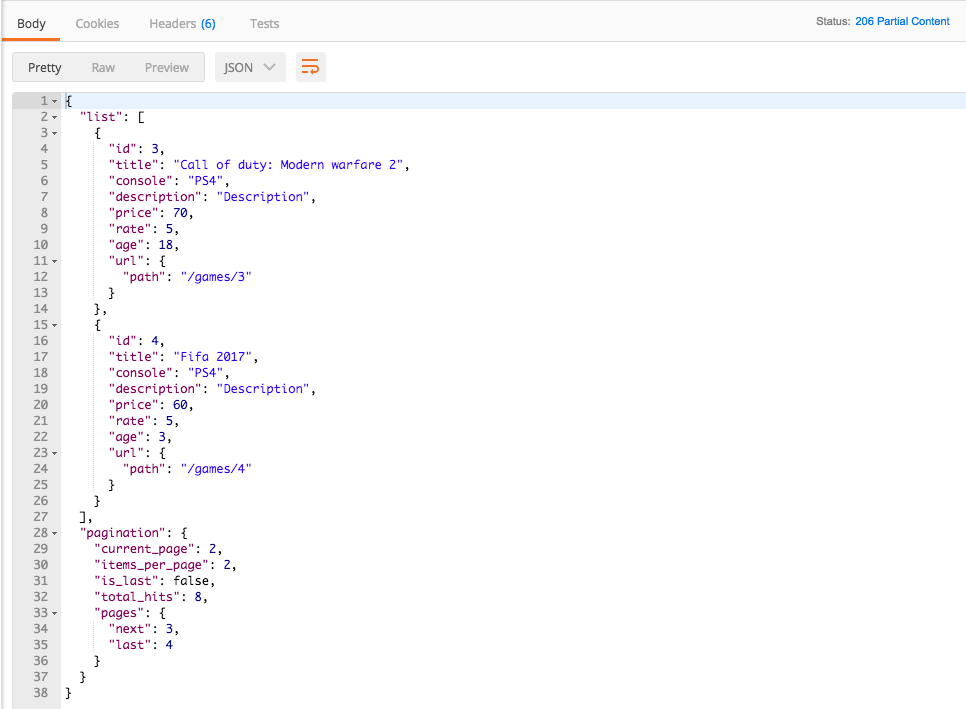 Body Cookies Headers (6) Tests Status: 206 Partial Content
Pretty Raw Preview JSON
1 {
2 "list": [
3 {
4 "id": 3,
5 "title": "Call of duty: Modern warfare 2",
6 "console": "PS4",
7 "description": "Description",
8 "price": 70,
9 "rate": 5,
10 "age": 18,
11 "url": {
12 "path": "/games/3"
13 }
14 },
15 {
16 "id": 4,
17 "title": "Fifa 2017",
18 "console": "PS4",
19 "description": "Description",
20 "price": 60,
21 "rate": 5,
22 "age": 3,
23 "url": {
24 "path": "/games/4"
25 }
26 }
27 ],
28 "pagination": {
29 "current_page": 2,
30 "items_per_page": 2,
31 "is_last": false,
32 "total_hits": 8,
33 "pages": {
34 "next": 3,
35 "last": 4
36 }
37 }
38 }